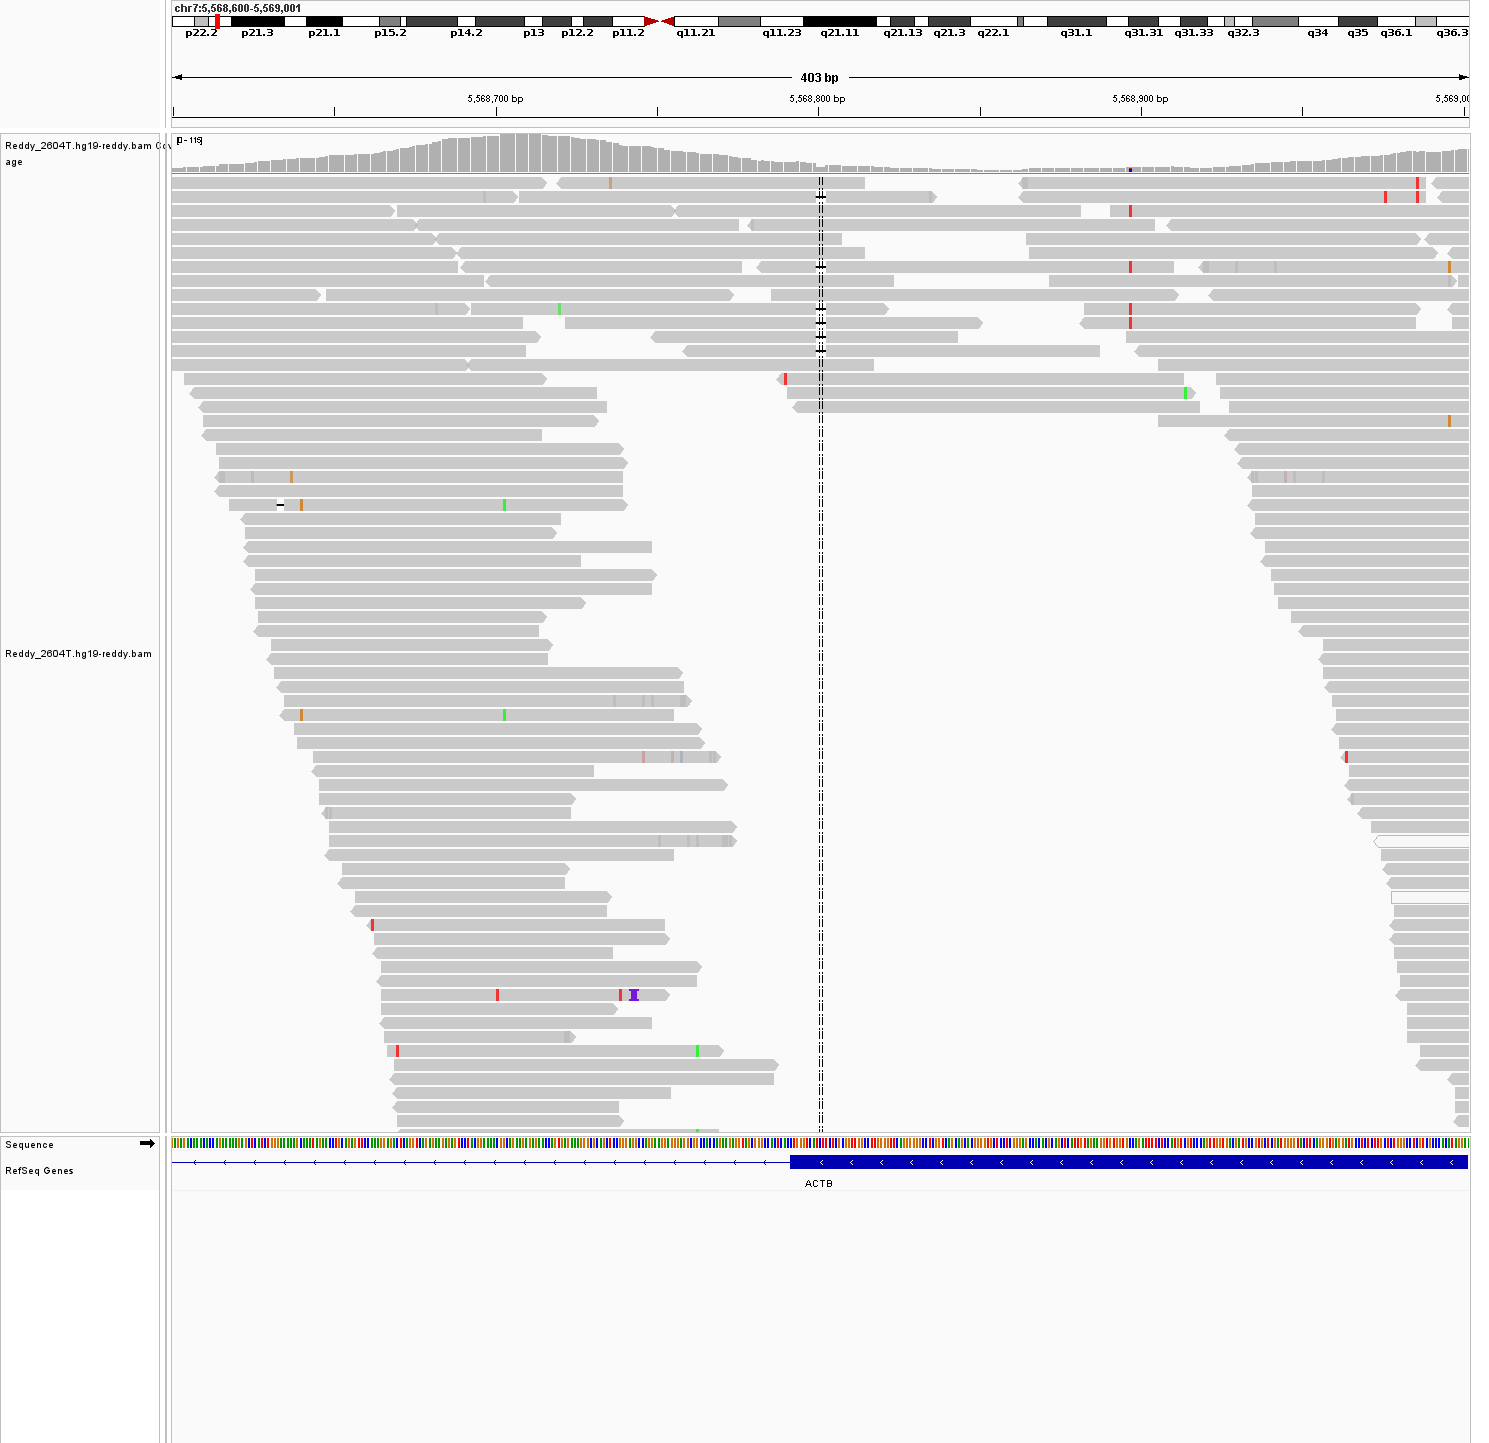 chr7:5,568,600-5,569,001
p22.2 p21.3 p21.1 p15.2 p14.2 p13 p12.2 p11.2 q11.21 q11.23 q21.11 q21.13 q21.3 q22.1 q31.1 q31.31 q31.33 q32.3 q34 q35 q36.1 q36.3
403 bp
5,568,700 bp 5,568,800 bp 5,568,900 bp 5,569,00
[0 - 115]
Reddy_2604T.hg19-reddy.bam Cov
age
Reddy_2604T.hg19-reddy.bam
Sequence
RefSeq Genes
ACTB